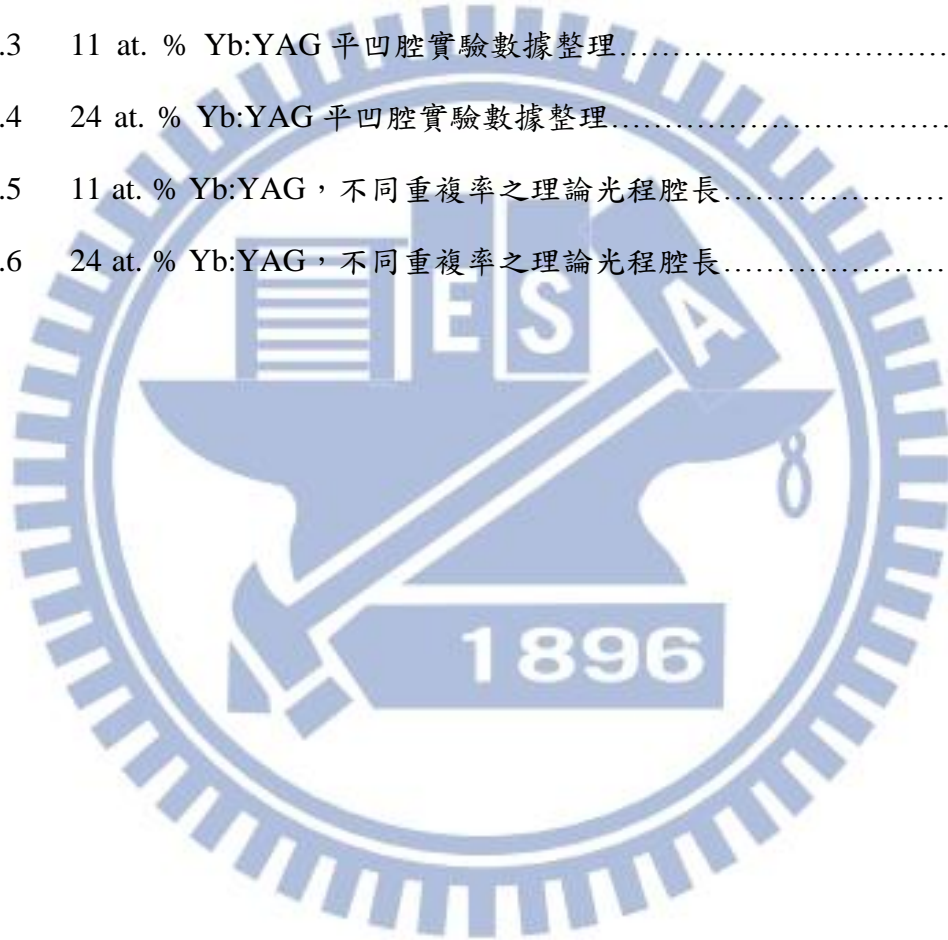 .3 11 at. % Yb:YAG 平凹腔實驗數據整理……………………………
.4 24 at. % Yb:YAG 平凹腔實驗數據整理……………………………
.5 11 at. % Yb:YAG，不同重複率之理論光程腔長…………………
.6 24 at. % Yb:YAG，不同重複率之理論光程腔長…………………
E S A
8
1896